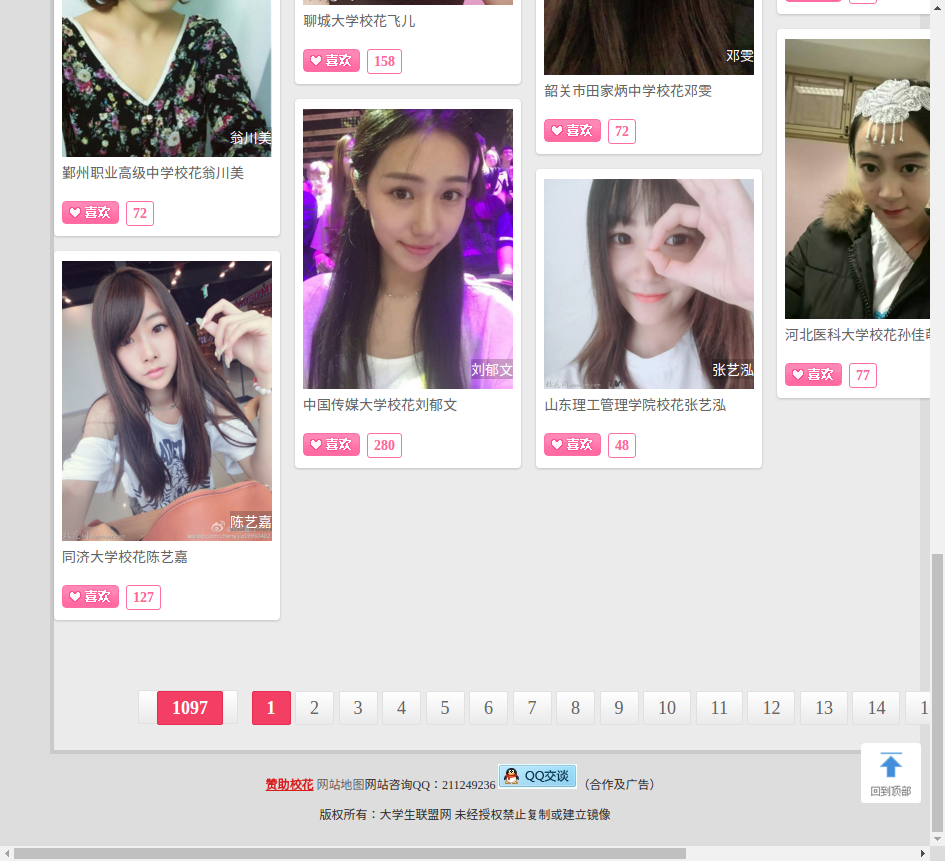 翁川美
鄞州职业高级中学校花翁川美
喜欢 72
陈艺嘉
同济大学校花陈艺嘉
喜欢 127
聊城大学校花飞儿
喜欢 158
刘郁文
中国传媒大学校花刘郁文
喜欢 280
邓雯
韶关市田家炳中学校花邓雯
喜欢 72
张艺泓
山东理工管理学院校花张艺泓
喜欢 48
河北医科大学校花孙佳
喜欢 77
1097 1 2 3 4 5 6 7 8 9 10 11 12 13 14 1
回到顶部
赞助校花 网站地图网站咨询QQ：211249236 QQ交谈 （合作及广告）
版权所有：大学生联盟网 未经授权禁止复制或建立镜像